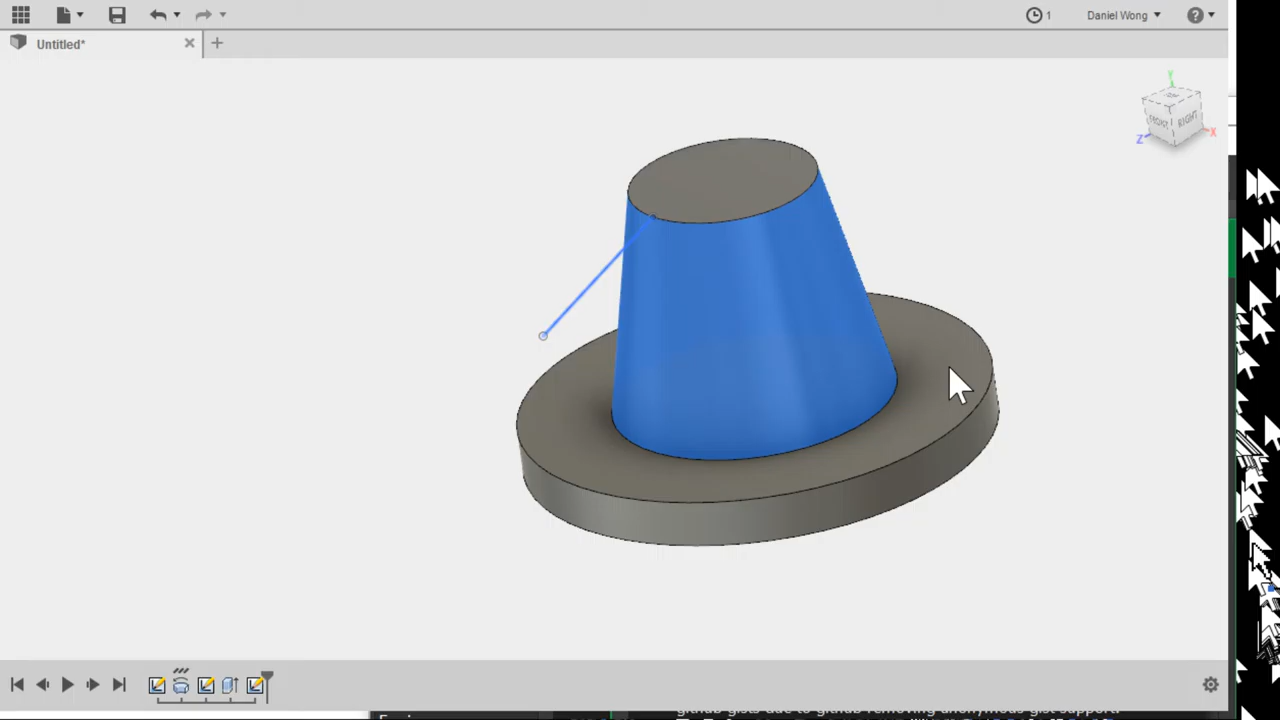 1
Daniel Wong
?
Untitled*
Y
FRONT
RIGHT
Z
X
github gists due to github removing anonymous gist support.